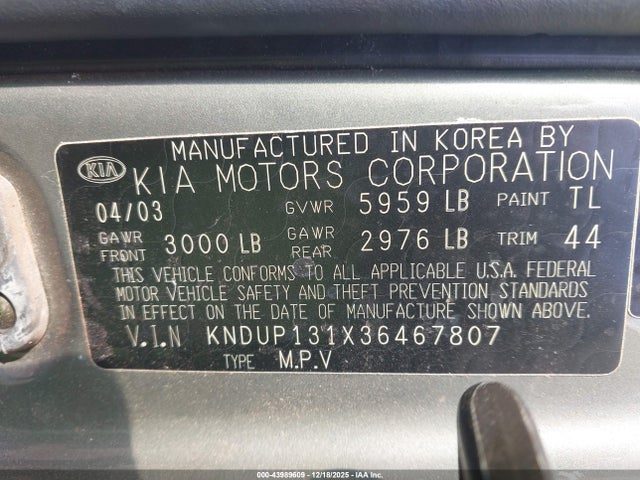 MANUFACTURED IN KOREA BY
KIA KIA MOTORS CORPORATION
04/03 GVWR 5959 LB PAINT TL
GAWR FRONT 3000 LB GAWR REAR 2976 LB TRIM 44
THIS VEHICLE CONFORMS TO ALL APPLICABLE U.S.A. FEDERAL
MOTOR VEHICLE SAFETY AND THEFT PREVENTION STANDARDS
IN EFFECT ON THE DATE OF MANUFACTURE SHOWN ABOVE.
V.I.N KNDUP131X36467807
TYPE M.P.V
000-43989609 - 12/18/2025 - IAA Inc.